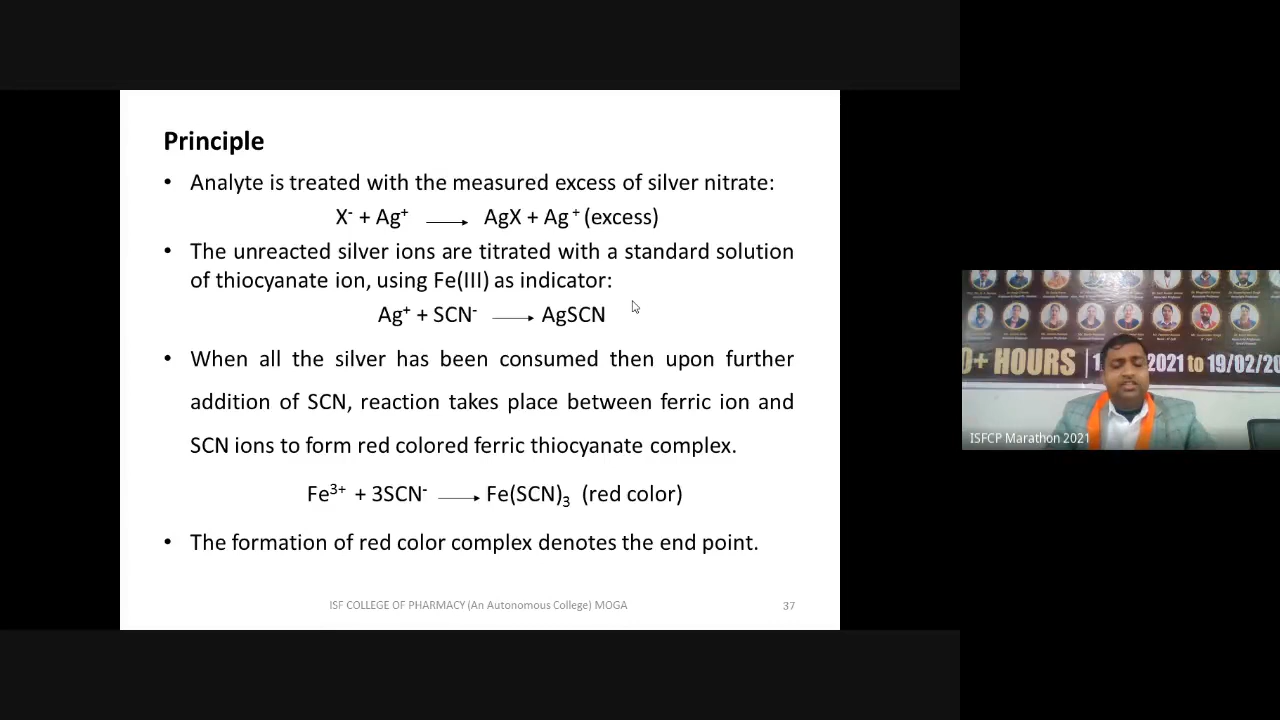 Principle
• Analyte is treated with the measured excess of silver nitrate:
X⁻ + Ag⁺ ⟶ AgX + Ag⁺ (excess)
• The unreacted silver ions are titrated with a standard solution
of thiocyanate ion, using Fe(III) as indicator:
Ag⁺ + SCN⁻ ⟶ AgSCN
• When all the silver has been consumed then upon further
addition of SCN, reaction takes place between ferric ion and
SCN ions to form red colored ferric thiocyanate complex.
Fe³⁺ + 3SCN⁻ ⟶ Fe(SCN)₃ (red color)
• The formation of red color complex denotes the end point.
ISF COLLEGE OF PHARMACY (An Autonomous College) MOGA
37
0+ HOURS | 1 2021 to 19/02/20
ISFCP Marathon 2021